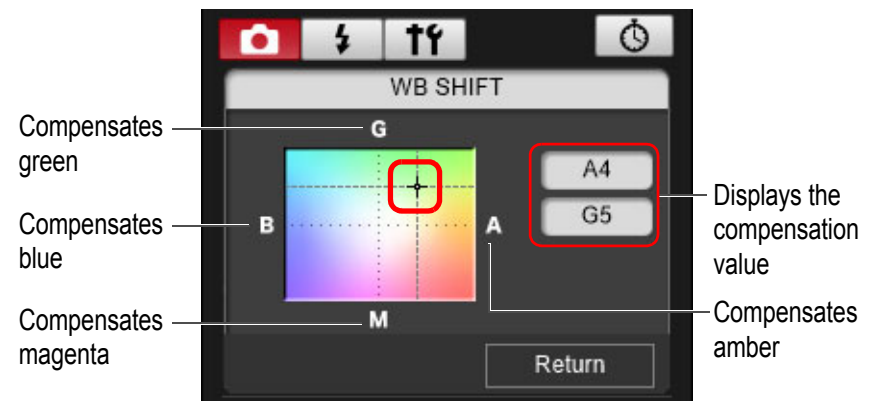 WB SHIFT
Compensates
green
G
A4
G5
Displays the
compensation
value
Compensates
blue
B
A
Compensates
magenta
M
Compensates
amber
Return